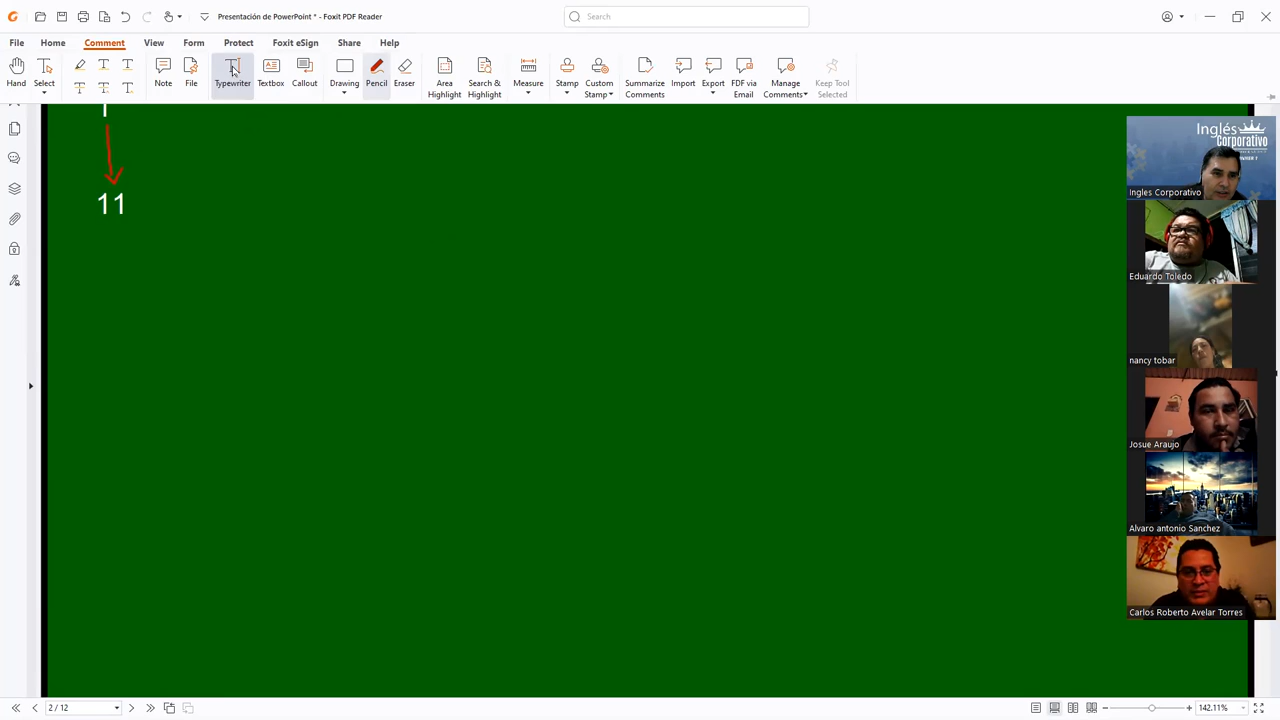 Presentación de PowerPoint * - Foxit PDF Reader
Search
File Home Comment View Form Protect Foxit eSign Share Help
Hand Select Note File Typewriter Textbox Callout Drawing Pencil Eraser Area Highlight Search & Highlight Measure Stamp Custom Stamp Summarize Comments Import Export FDF via Email Manage Comments Keep Tool Selected
11
Inglés
Corporativo
Ingles Corporativo
Eduardo Toledo
nancy tobar
Josue Araujo
Alvaro antonio Sanchez
Carlos Roberto Avelar Torres
2 / 12
142.11%